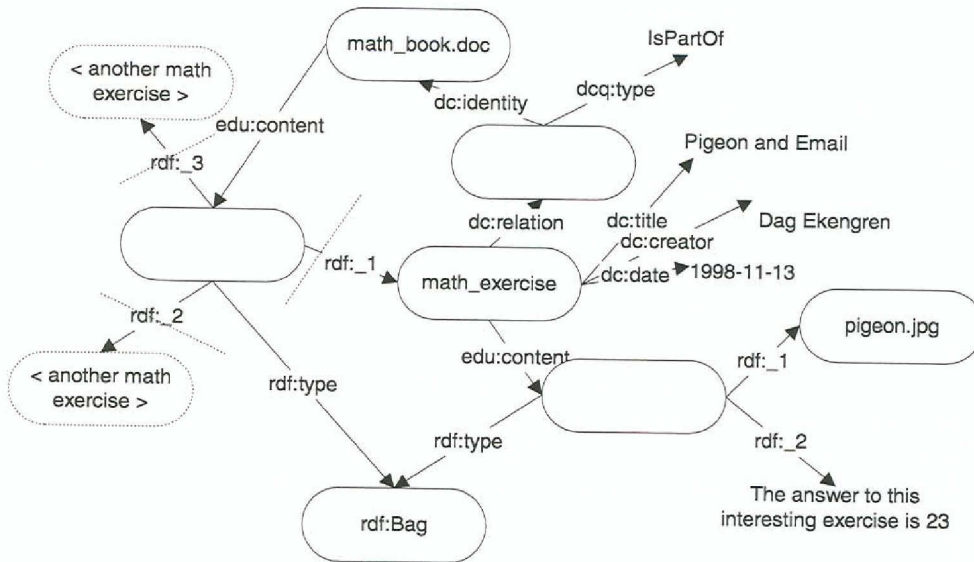 IsPartOf
math_book.doc
< another math
exercise >
dcq:type
dc:identity
edu:content
Pigeon and Email
rdf:_3
dc:title
dc:relation
Dag Ekengren
dc:creator
rdf:_1
math_exercise
dc:date
1998-11-13
rdf:_2
pigeon.jpg
edu:content
rdf:_1
< another math
exercise >
rdf:type
rdf:type
rdf:_2
The answer to this
interesting exercise is 23
rdf:Bag